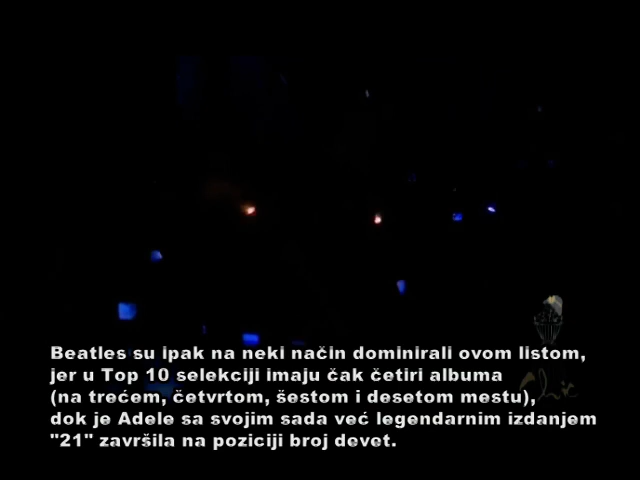 Beatles su ipak na neki način dominirali ovom listom,
jer u Top 10 selekciji imaju čak četiri albuma
(na trećem, četvrtom, šestom i desetom mestu),
dok je Adele sa svojim sada već legendarnim izdanjem
"21" završila na poziciji broj devet.